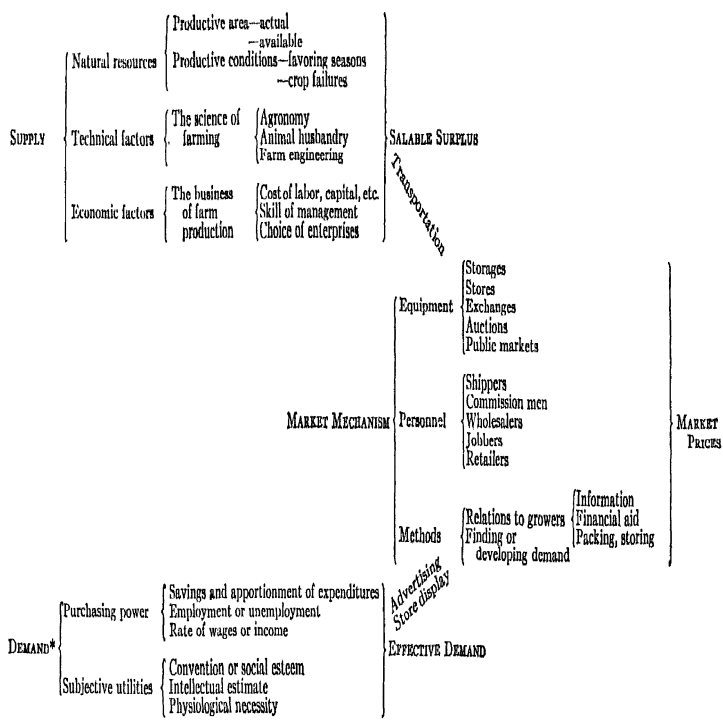 Productive area—actual
—available
Natural resources
Productive conditions—favoring seasons
—crop failures
SUPPLY
Technical factors
The science of
farming
Agronomy
Animal husbandry
Farm engineering
SALABLE SURPLUS
Economic factors
The business
of farm
production
Cost of labor, capital, etc.
Skill of management
Choice of enterprises
Transportation
MARKET MECHANISM
Equipment
Storages
Stores
Exchanges
Auctions
Public markets
Personnel
Shippers
Commission men
Wholesalers
Jobbers
Retailers
MARKET
PRICES
Methods
Relations to growers
Finding or
developing demand
Information
Financial aid
Packing, storing
Advertising
Store display
DEMAND*
Purchasing power
Savings and apportionment of expenditures
Employment or unemployment
Rate of wages or income
EFFECTIVE DEMAND
Subjective utilities
Convention or social esteem
Intellectual estimate
Physiological necessity